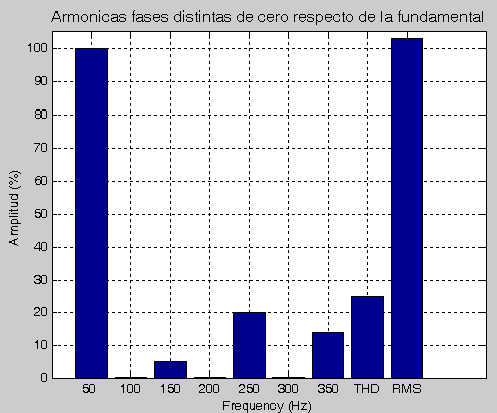 Armonicas fases distintas de cero respecto de la fundamental
Amplitud (%)
100
90
80
70
60
50
40
30
20
10
0
50 100 150 200 250 300 350 THD RMS
Frequency (Hz)